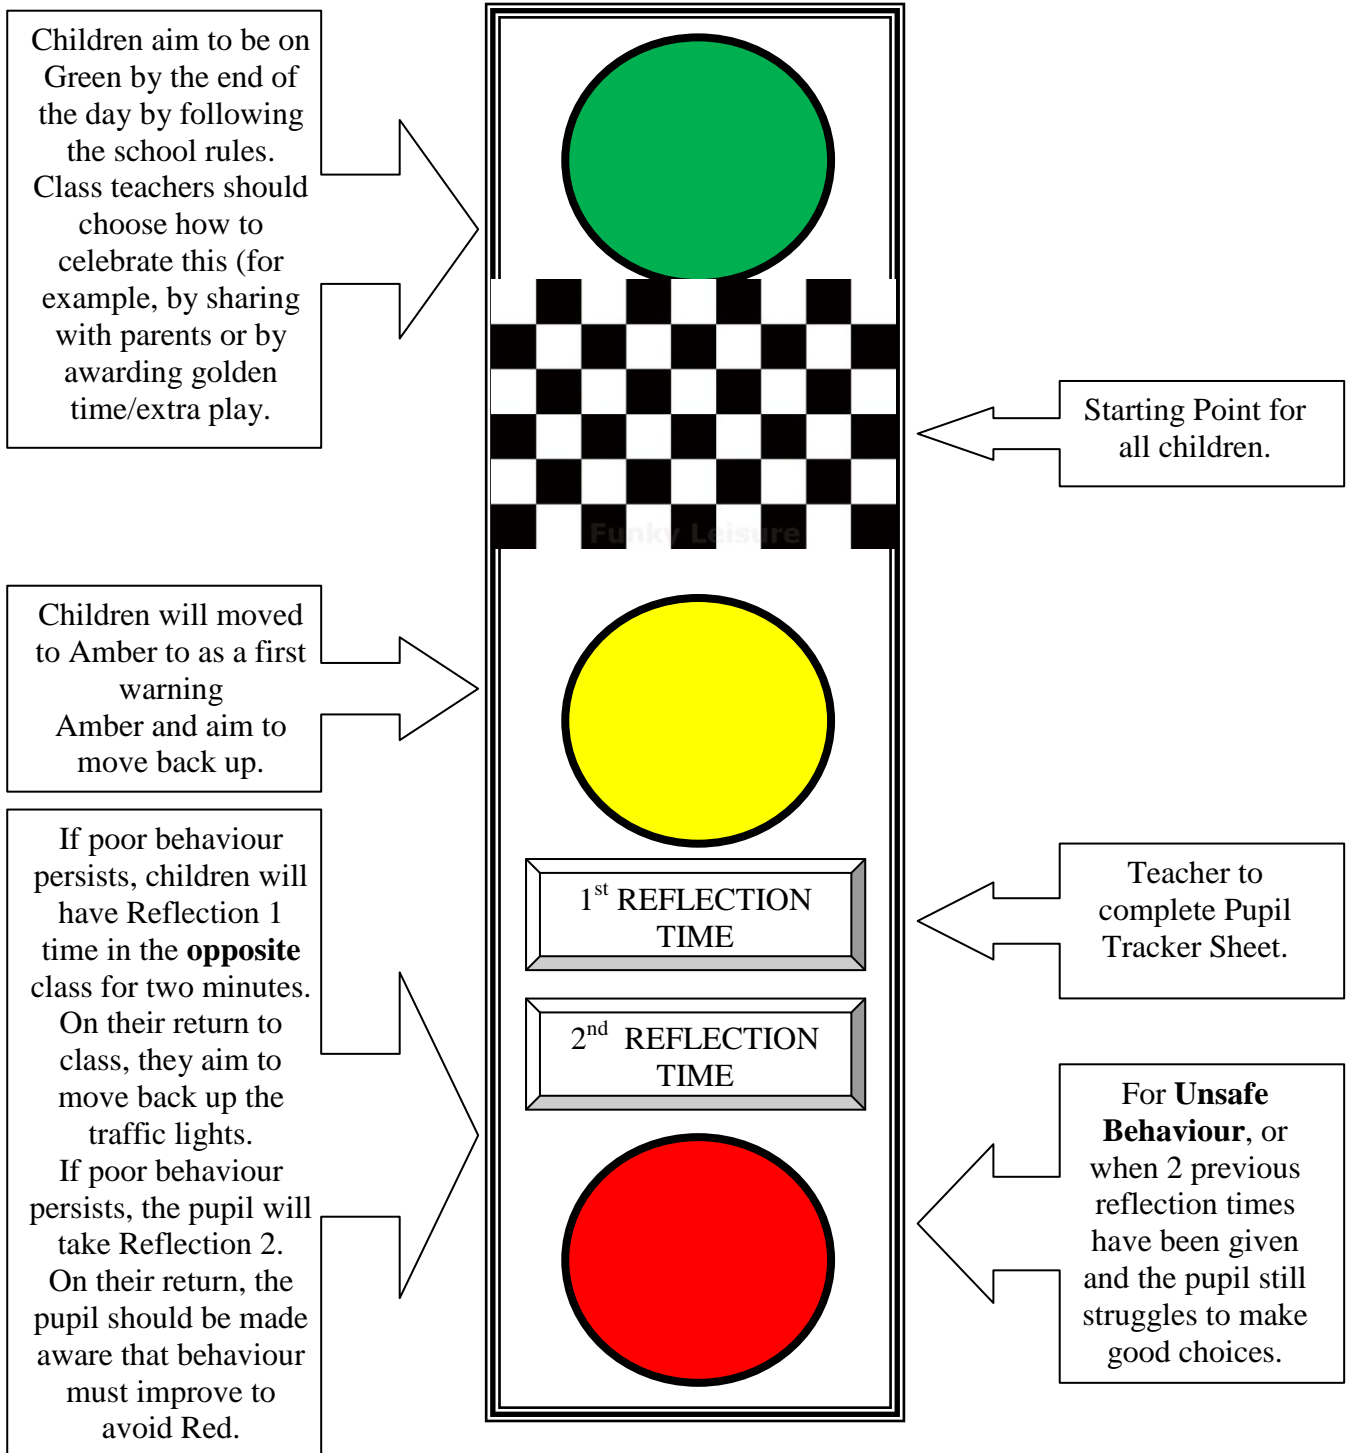 Children aim to be on
Green by the end of
the day by following
the school rules.
Class teachers should
choose how to
celebrate this (for
example, by sharing
with parents or by
awarding golden
time/extra play.
Starting Point for
all children.
Funky Leisure
Children will moved
to Amber to as a first
warning
Amber and aim to
move back up.
If poor behaviour
persists, children will
have Reflection 1
time in the opposite
class for two minutes.
On their return to
class, they aim to
move back up the
traffic lights.
If poor behaviour
persists, the pupil will
take Reflection 2.
On their return, the
pupil should be made
aware that behaviour
must improve to
avoid Red.
1st REFLECTION
TIME
2nd REFLECTION
TIME
Teacher to
complete Pupil
Tracker Sheet.
For Unsafe
Behaviour, or
when 2 previous
reflection times
have been given
and the pupil still
struggles to make
good choices.